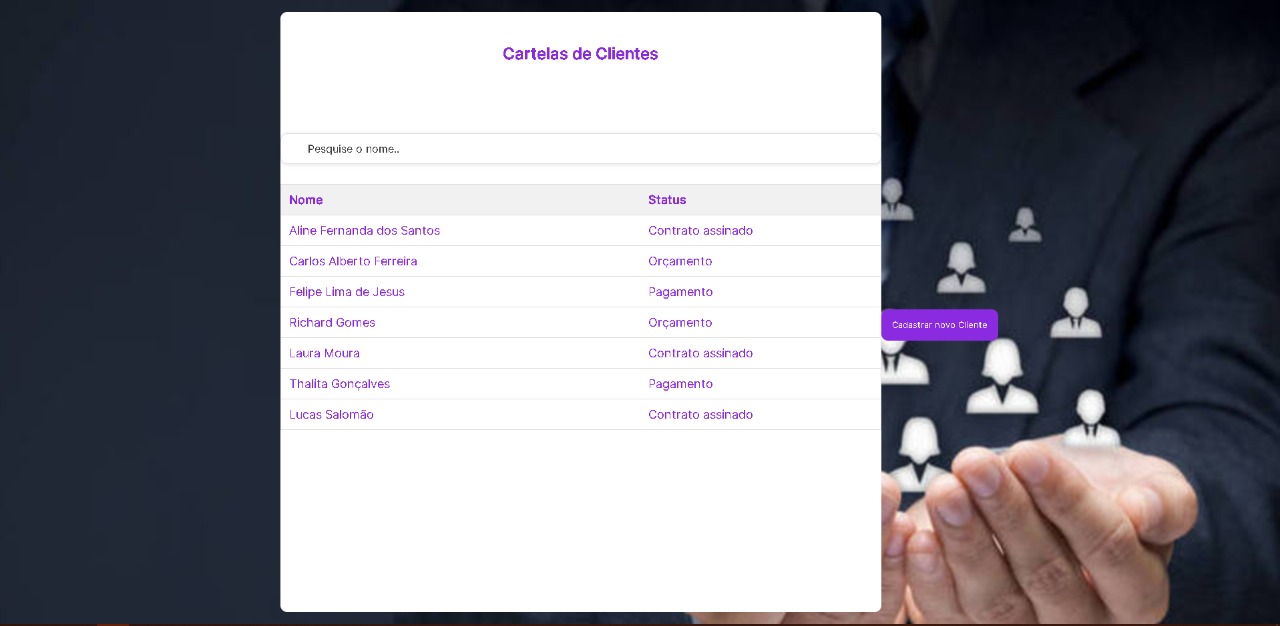 Cartelas de Clientes
Pesquise o nome..
Nome Status
Aline Fernanda dos Santos Contrato assinado
Carlos Alberto Ferreira Orçamento
Felipe Lima de Jesus Pagamento
Richard Gomes Orçamento
Laura Moura Contrato assinado
Thalita Gonçalves Pagamento
Lucas Salomão Contrato assinado
Cadastrar novo Cliente